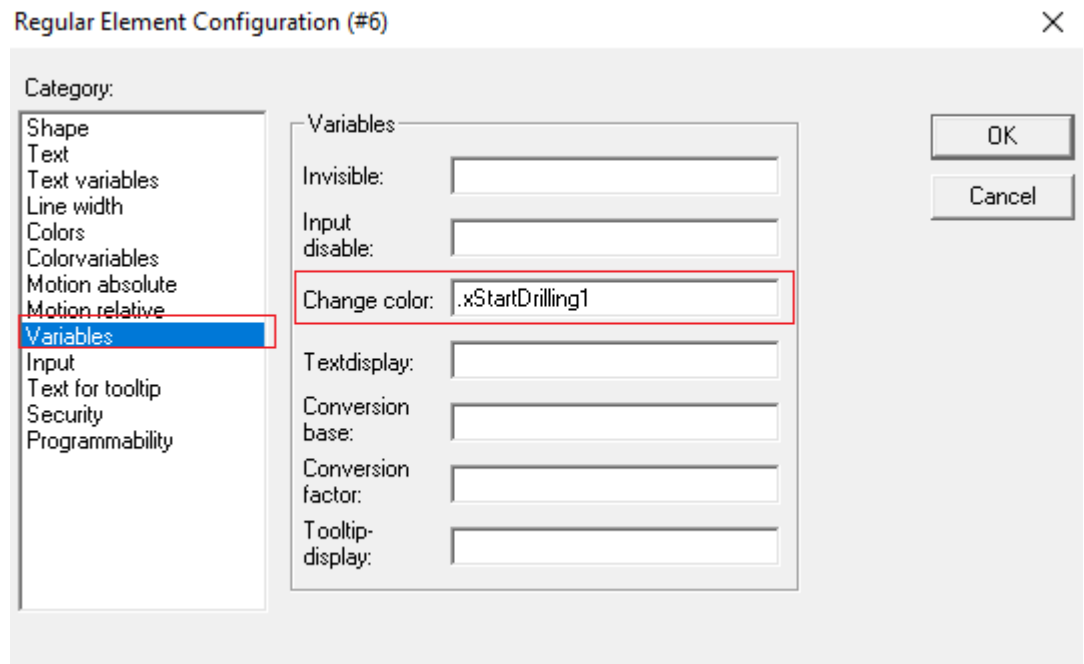 Regular Element Configuration (#6)
Category:
Shape
Text
Text variables
Line width
Colors
Colorvariables
Motion absolute
Motion relative
Variables
Input
Text for tooltip
Security
Programmability
Variables
Invisible:
Input
disable:
Change color: .xStartDrilling1
Textdisplay:
Conversion
base:
Conversion
factor:
Tooltip-
display:
OK
Cancel